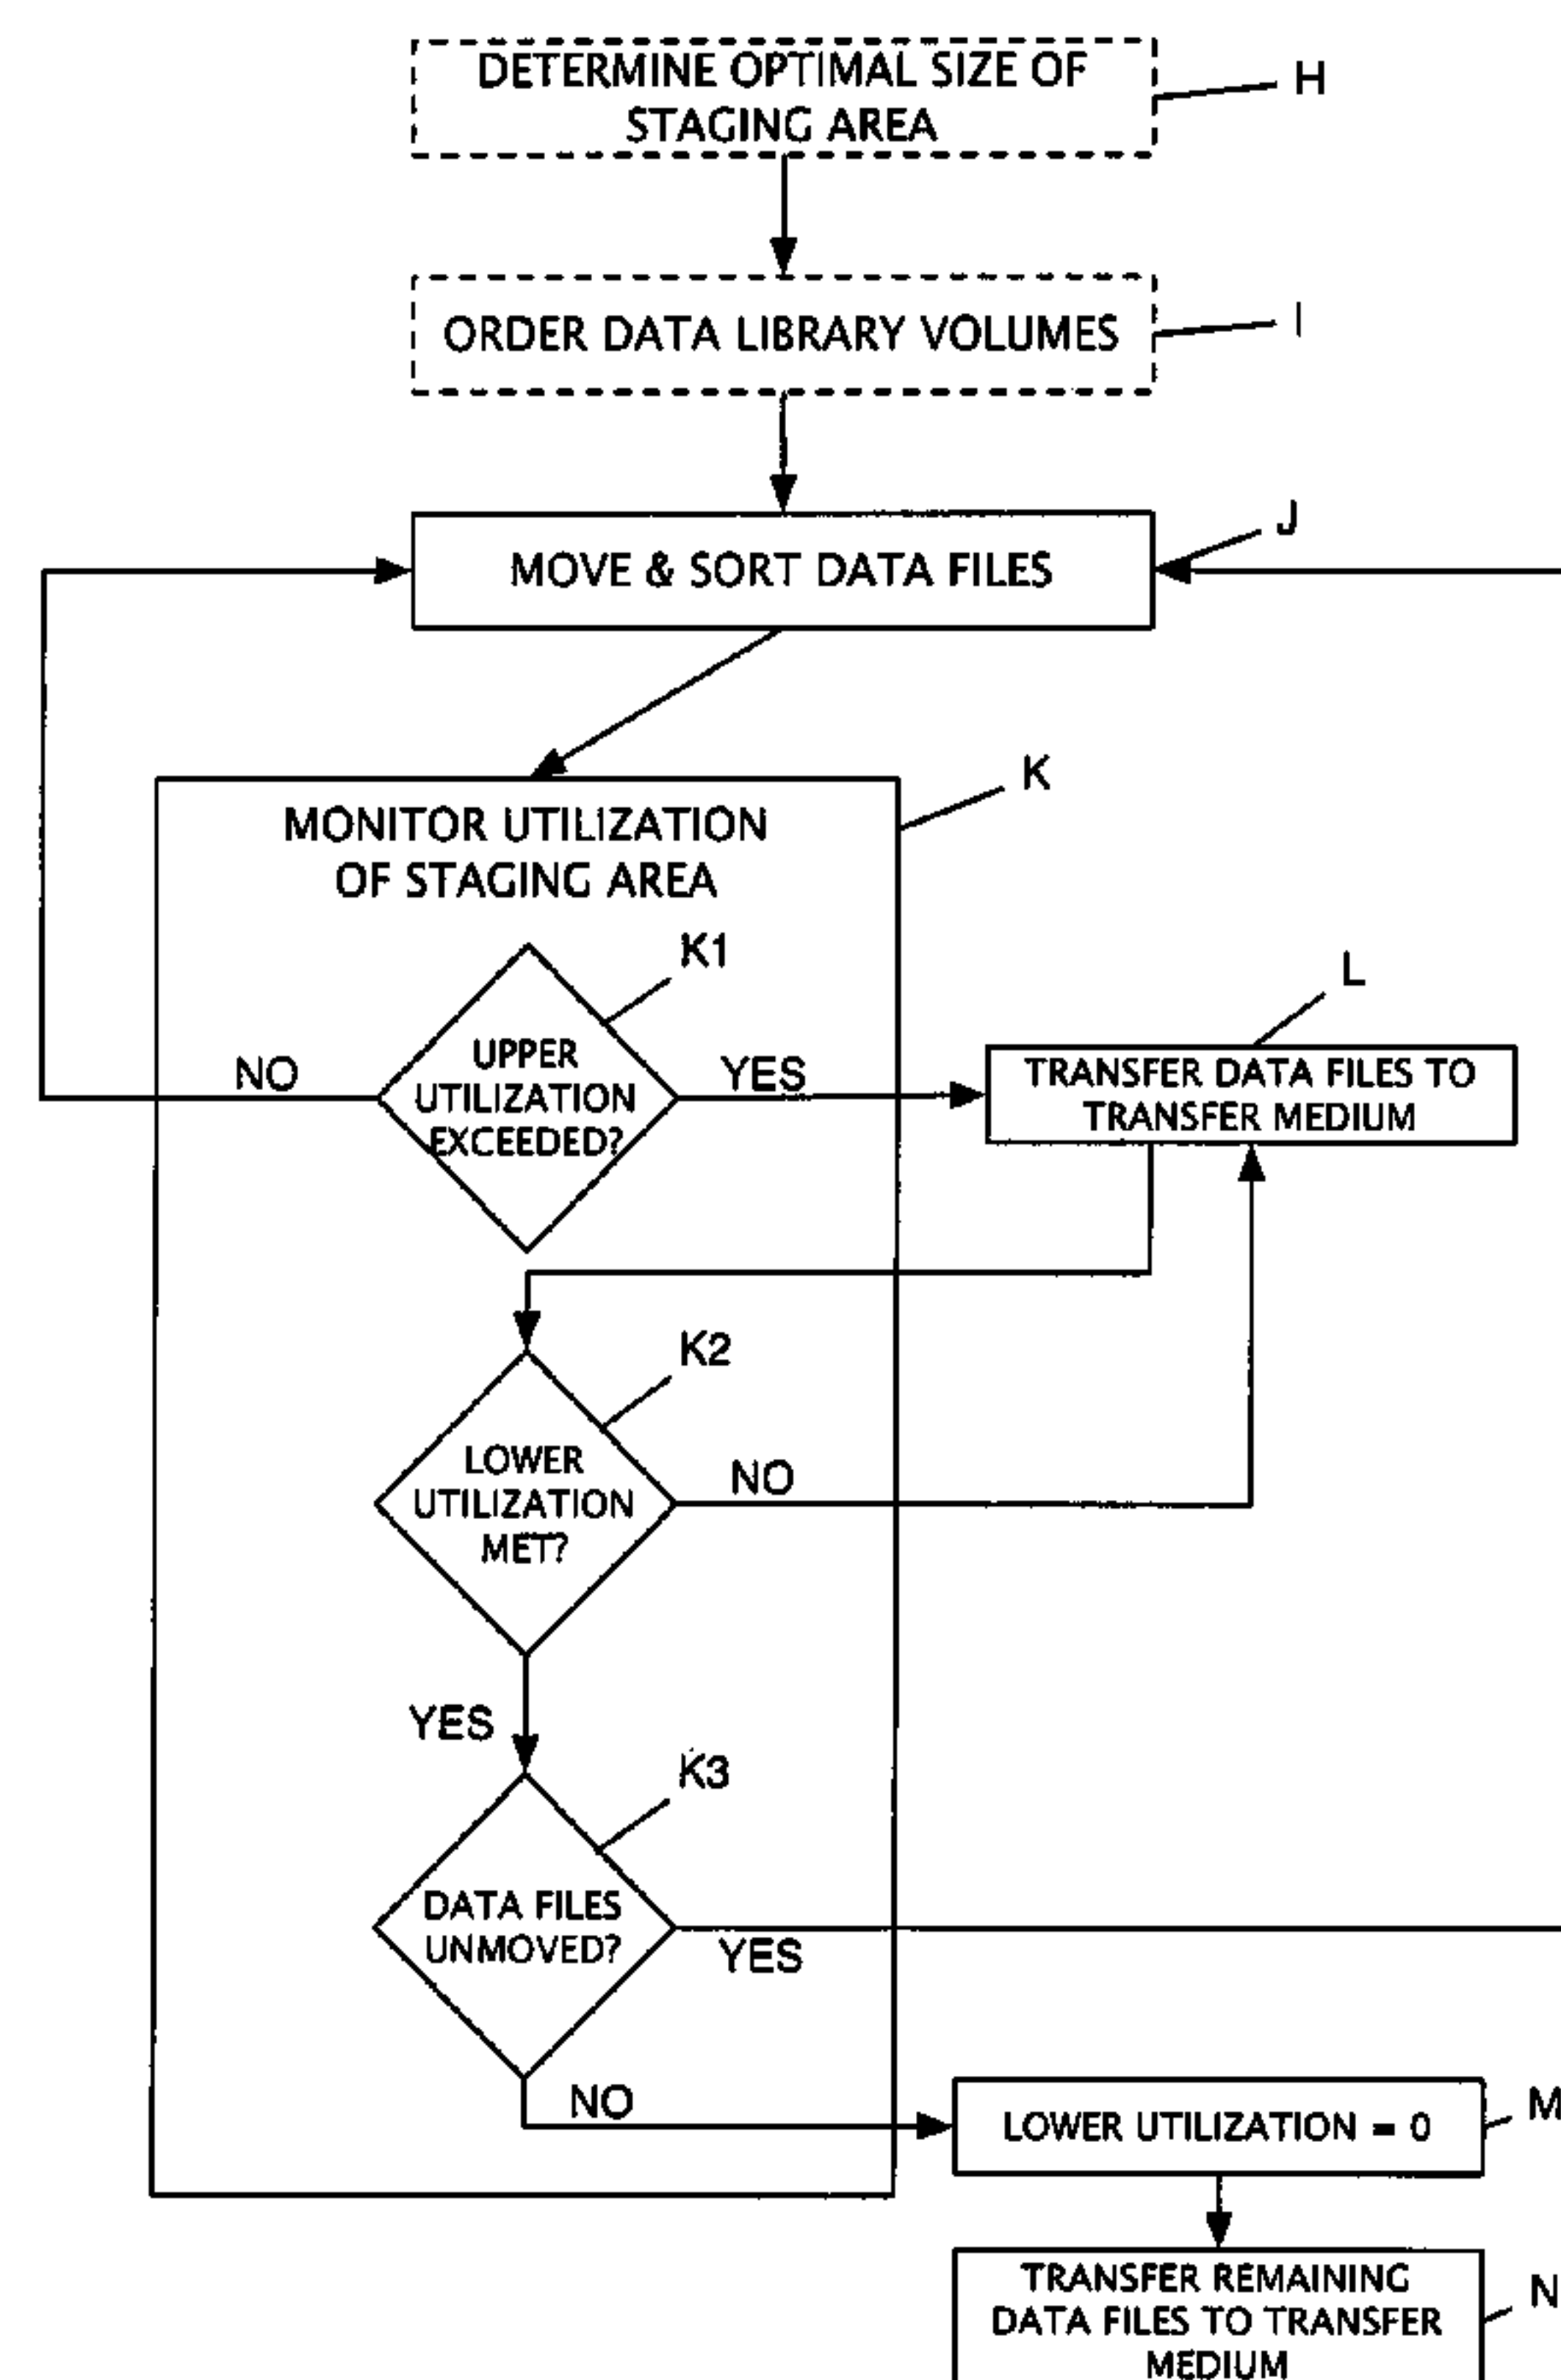 DETERMINE OPTIMAL SIZE OF
STAGING AREA
H
ORDER DATA LIBRARY VOLUMES
I
J
MOVE & SORT DATA FILES
K
MONITOR UTILIZATION
OF STAGING AREA
K1
L
UPPER
UTILIZATION
EXCEEDED?
NO
YES
TRANSFER DATA FILES TO
TRANSFER MEDIUM
K2
LOWER
UTILIZATION
MET?
NO
YES
K3
DATA FILES
UNMOVED?
YES
NO
LOWER UTILIZATION = 0
M
TRANSFER REMAINING
DATA FILES TO TRANSFER
MEDIUM
N